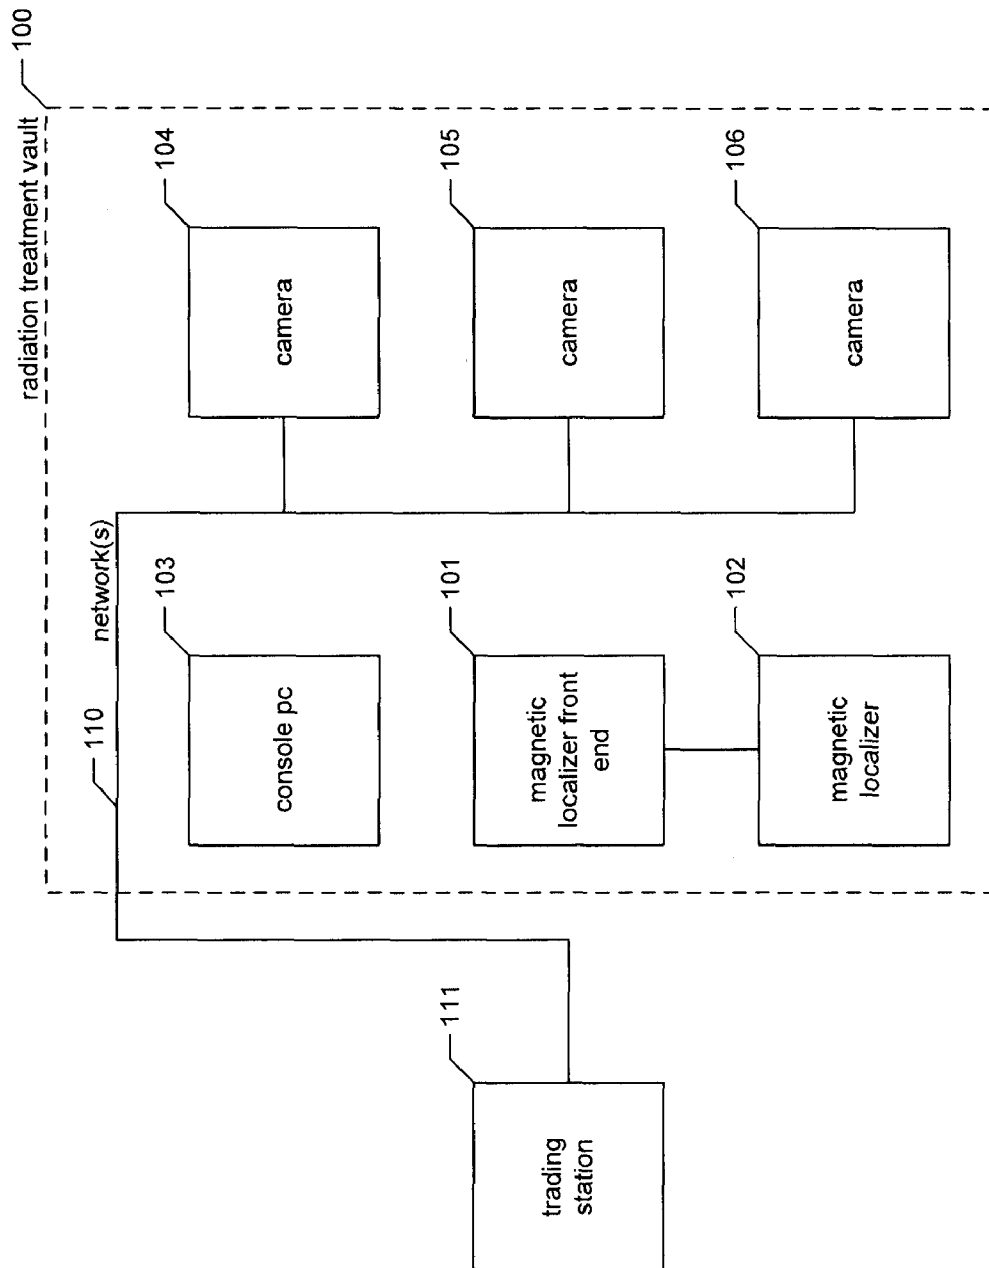 radiation treatment vault
100
110
network(s)
103
console pc
104
camera
111
trading
station
101
magnetic
localizer front
end
105
camera
102
magnetic
localizer
106
camera